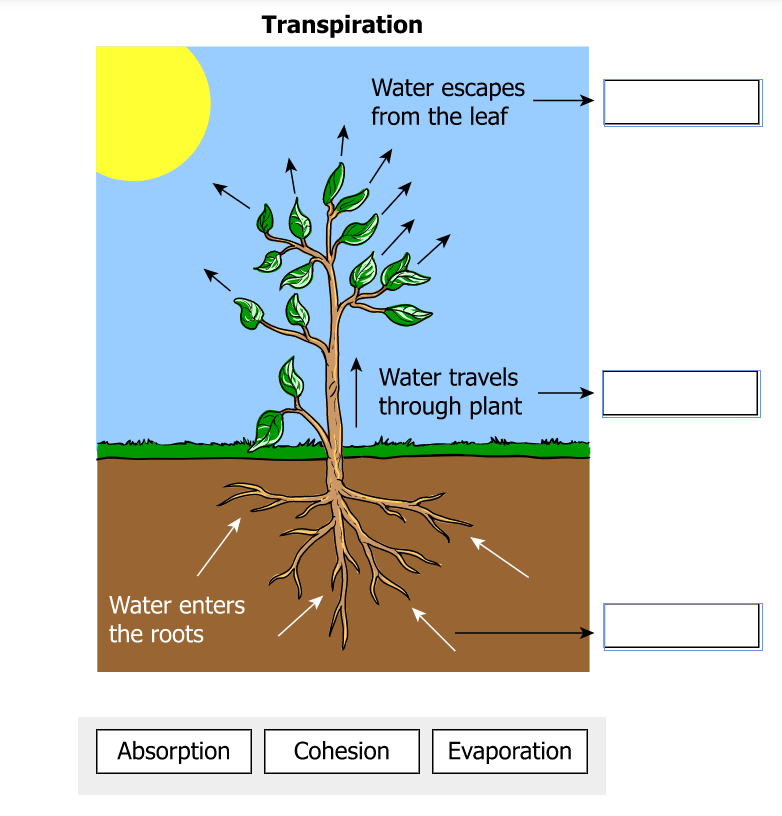 Transpiration
Water escapes
from the leaf
Water travels
through plant
Water enters
the roots
Absorption
Cohesion
Evaporation